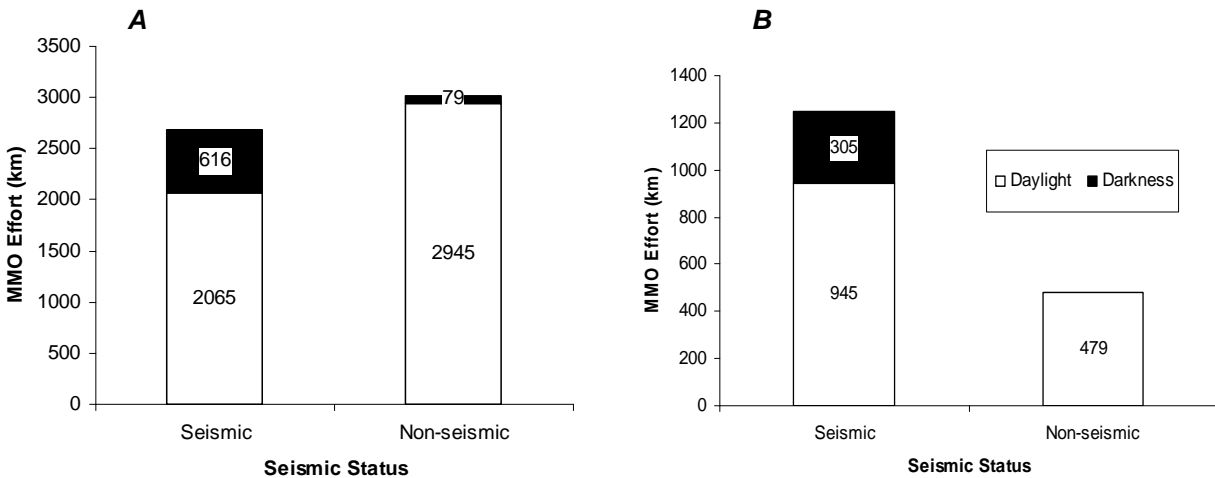 A
MMO Effort (km)
3500
3000
2500
2000
1500
1000
500
0
616
2065
79
2945
Seismic
Non-seismic
Seismic Status
B
MMO Effort (km)
1400
1200
1000
800
600
400
200
0
305
945
479
Daylight Darkness
Seismic
Non-seismic
Seismic Status